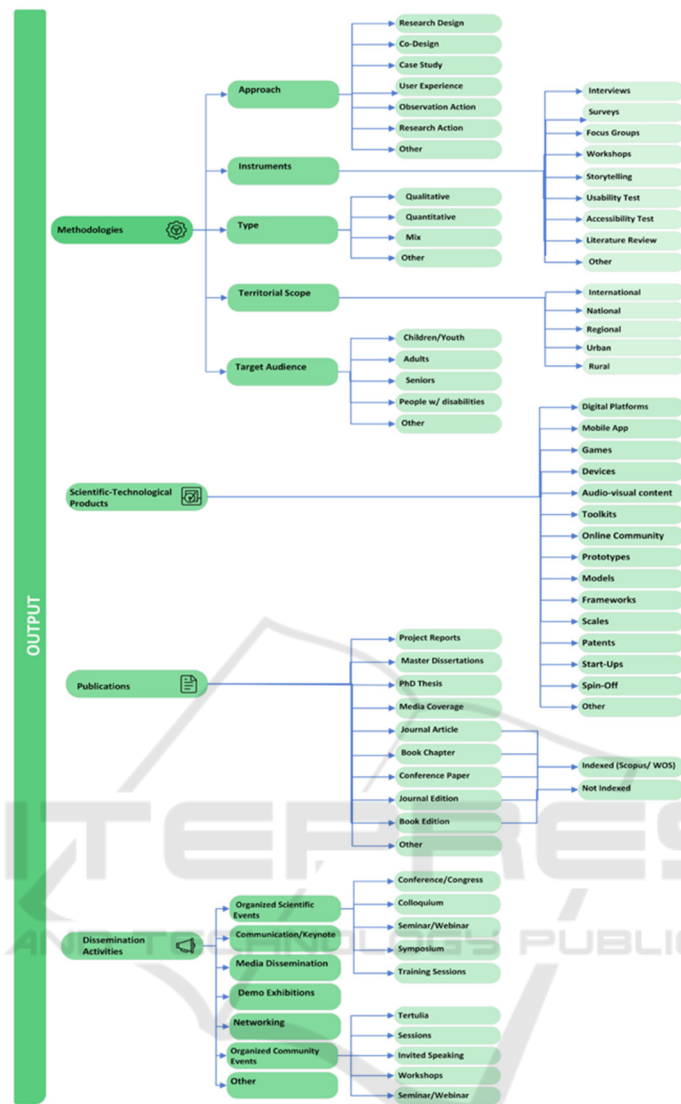 OUTPUT
Methodologies
Approach
Research Design
Co-Design
Case Study
User Experience
Observation Action
Research Action
Other
Instruments
Interviews
Surveys
Focus Groups
Workshops
Storytelling
Usability Test
Accessibility Test
Literature Review
Other
Type
Qualitative
Quantitative
Mix
Other
Territorial Scope
International
National
Regional
Urban
Rural
Target Audience
Children/Youth
Adults
Seniors
People w/ disabilities
Other
Scientific-Technological
Products
Digital Platforms
Mobile App
Games
Devices
Audio-visual content
Toolkits
Online Community
Prototypes
Models
Frameworks
Scales
Patents
Start-Ups
Spin-Off
Other
Publications
Project Reports
Master Dissertations
PhD Thesis
Media Coverage
Journal Article
Book Chapter
Conference Paper
Journal Edition
Book Edition
Other
Indexed (Scopus/ WOS)
Not Indexed
Dissemination
Activities
Organized Scientific
Events
Conference/Congress
Colloquium
Seminar/Webinar
Symposium
Training Sessions
Communication/Keynote
Media Dissemination
Demo Exhibitions
Networking
Organized Community
Events
Tertulia
Sessions
Invited Speaking
Workshops
Seminar/Webinar
Other